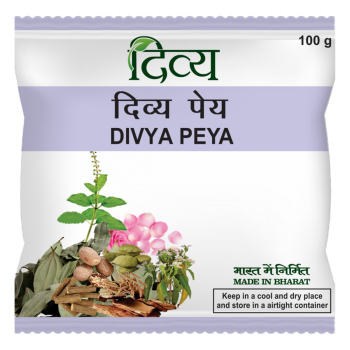 100 g
दिव्य
दिव्य पेय
DIVYA PEYA
भारत में निर्मित
MADE IN BHARAT
Keep in a cool and dry place
and store in a airtight container